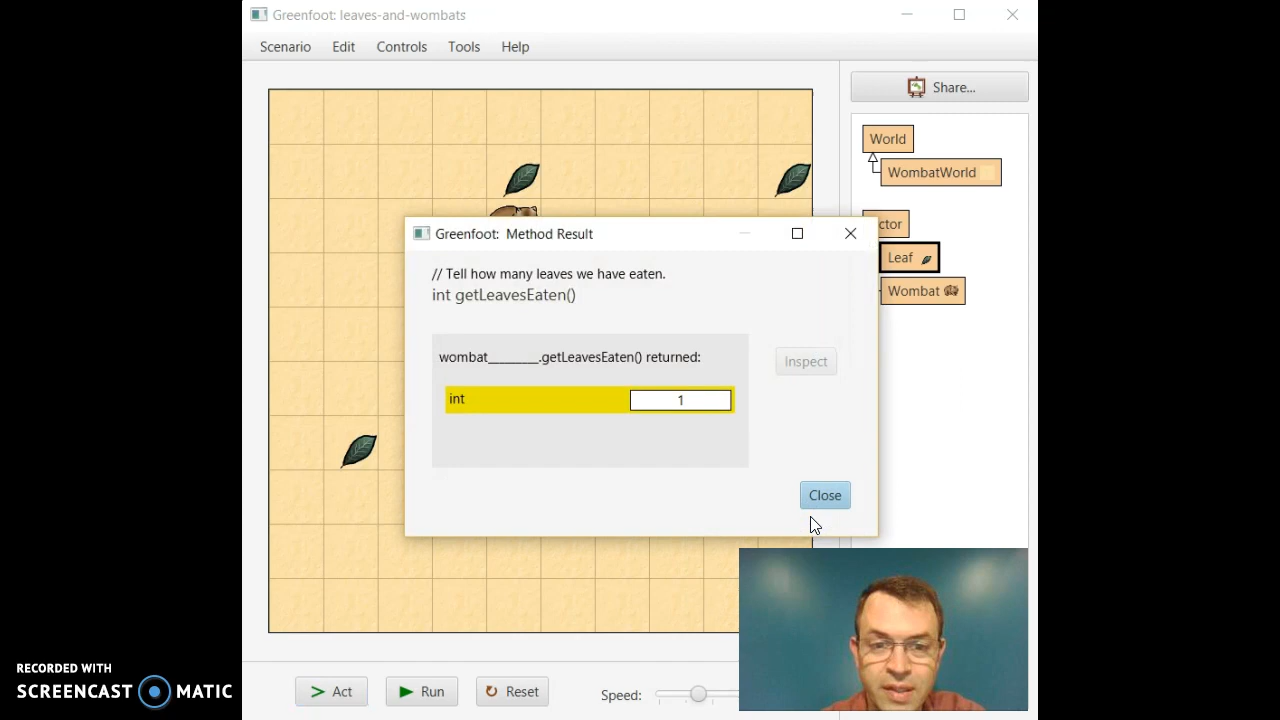 Greenfoot: leaves-and-wombats
Scenario Edit Controls Tools Help
Share...
World
WombatWorld
ctor
Leaf
Wombat
Greenfoot: Method Result
// Tell how many leaves we have eaten.
int getLeavesEaten()
wombat________.getLeavesEaten() returned:
int 1
Inspect
Close
Act Run Reset Speed:
RECORDED WITH
SCREENCAST MATIC